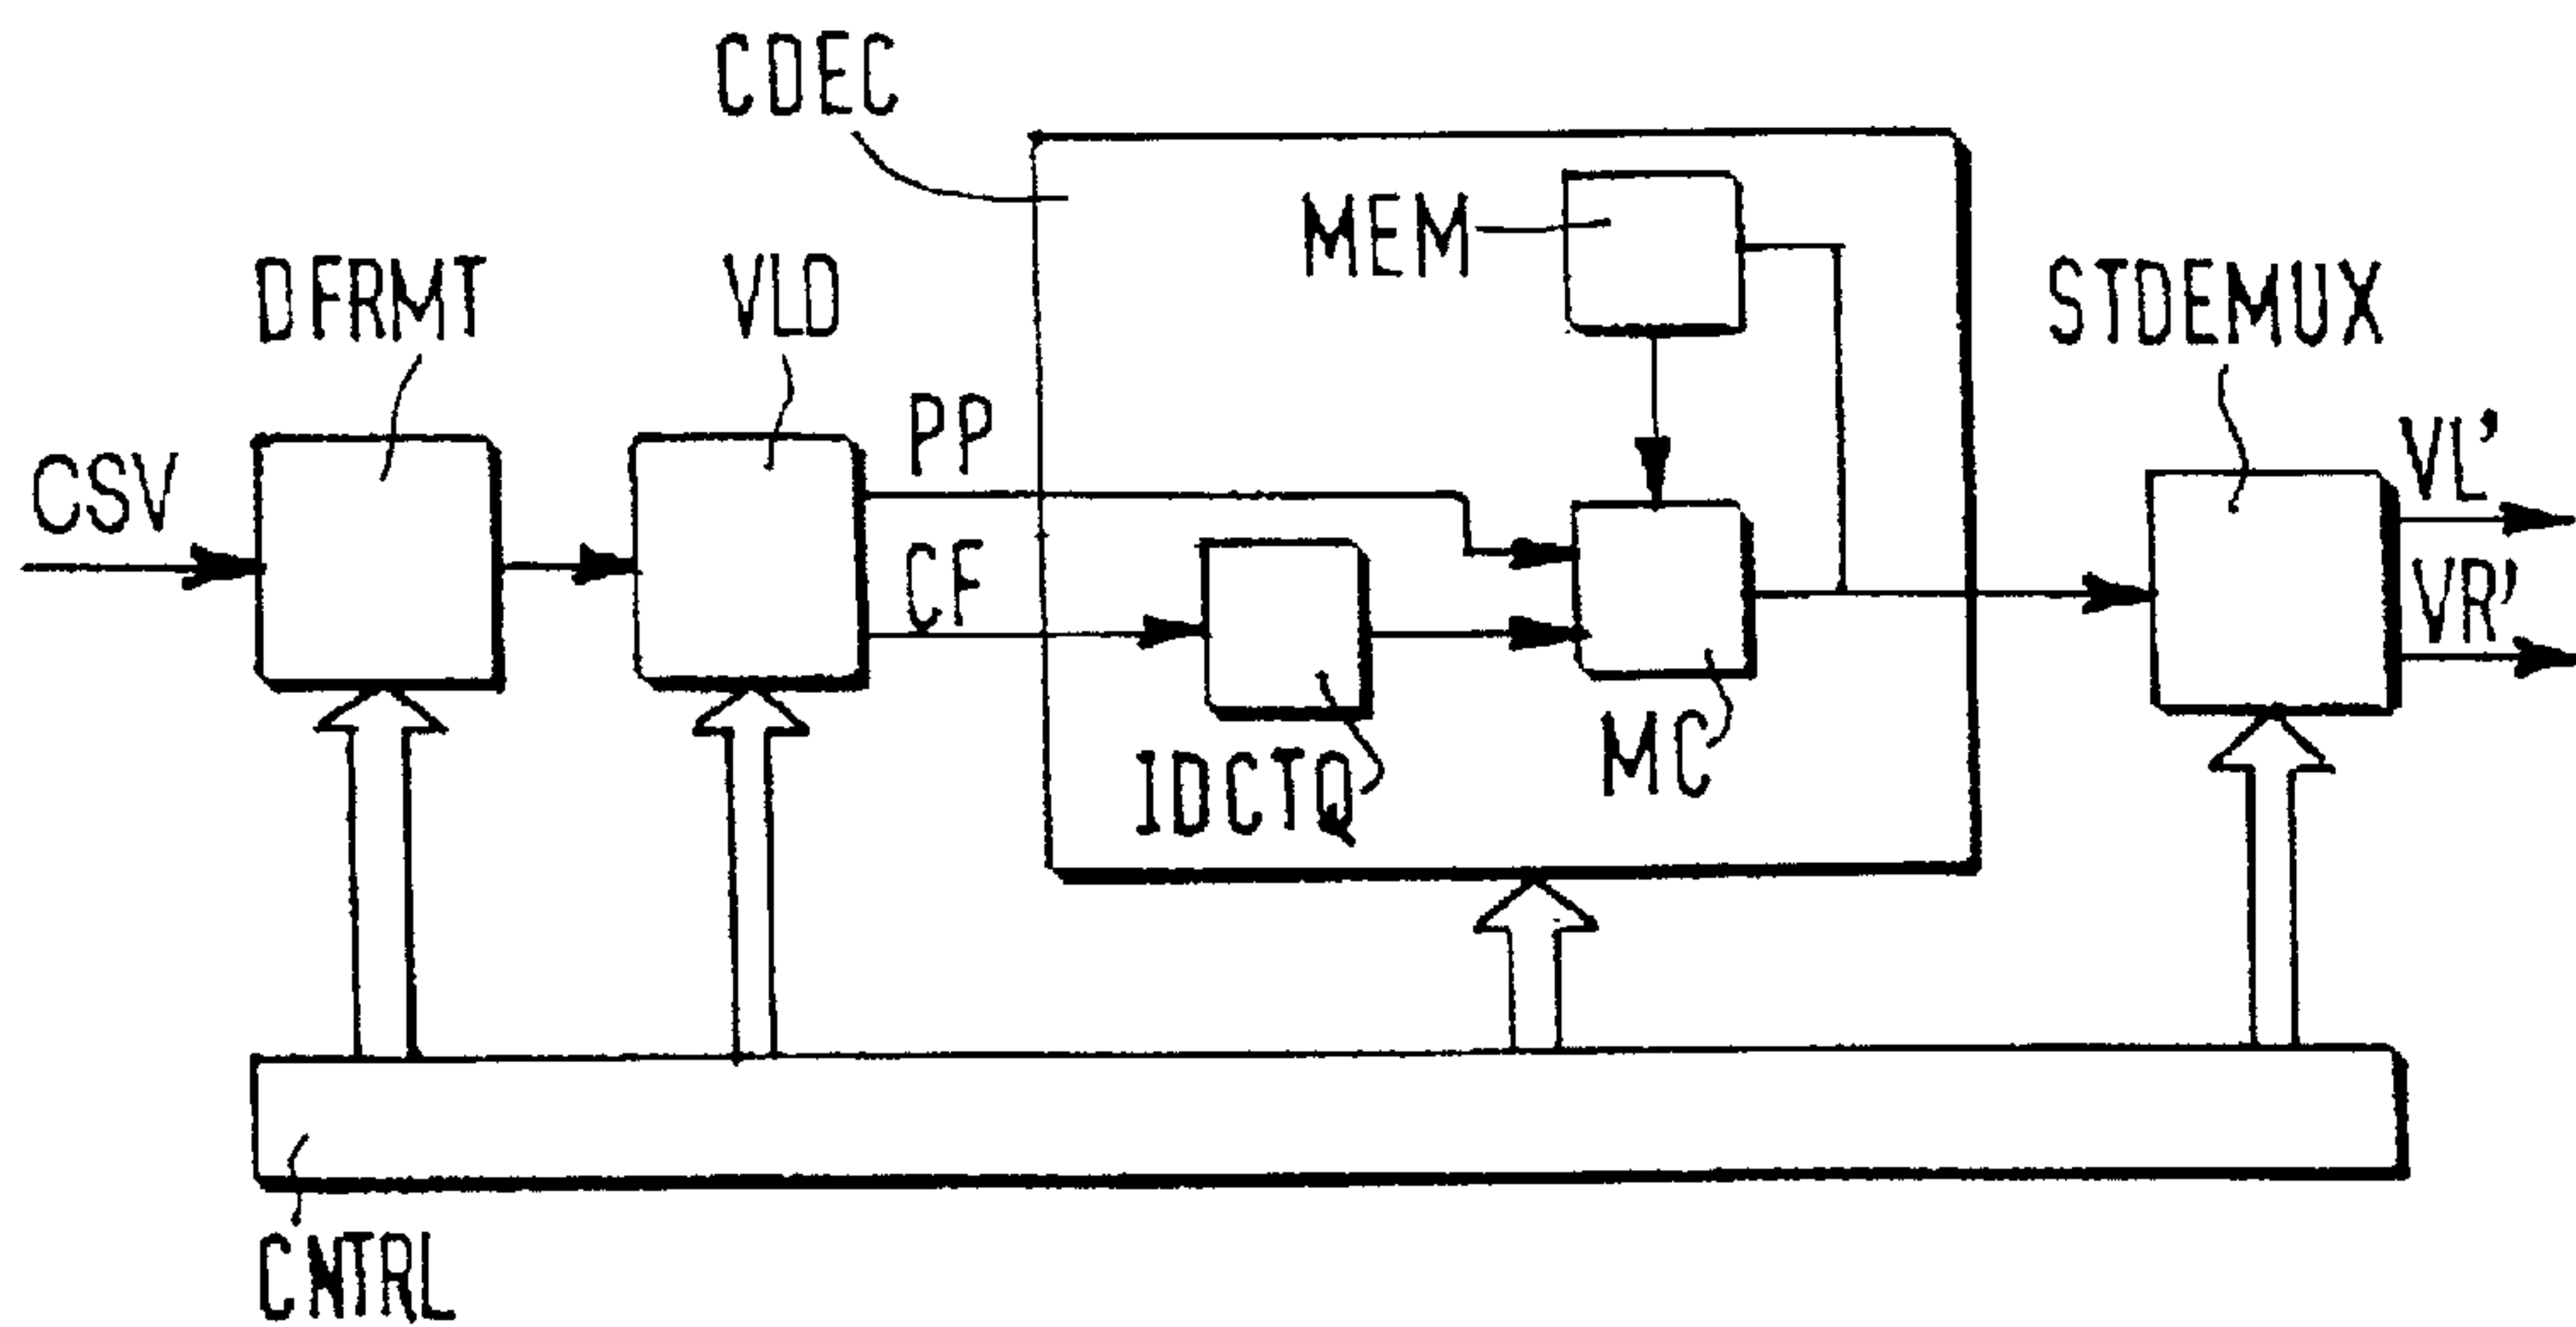 CDEC
MEM
DFRMT
VLD
STDEMUX
PP
VL'
CSV
CF
VR'
IDCTQ
MC
CNTRL